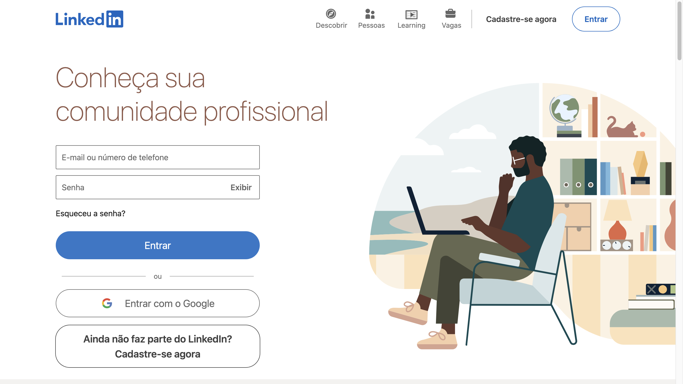 LinkedIn
Descobrir
Pessoas
Learning
Vagas
Cadastre-se agora
Entrar
Conheça sua
comunidade profissional
E-mail ou número de telefone
Senha
Exibir
Esqueceu a senha?
Entrar
ou
Entrar com o Google
Ainda não faz parte do LinkedIn?
Cadastre-se agora